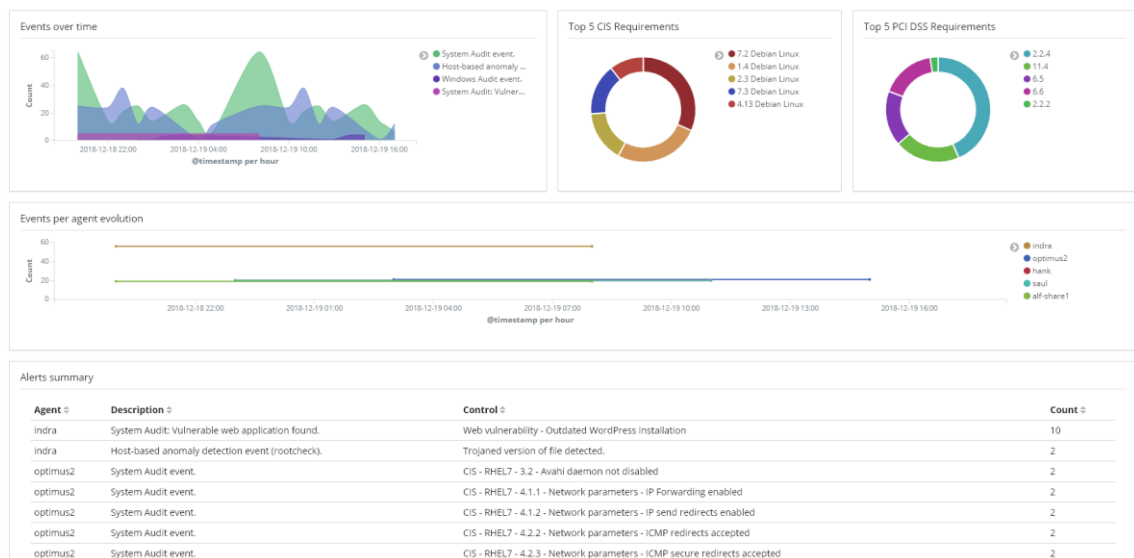 Events over time
60
40
20
0
Count
2018-12-18 22:00 2018-12-19 04:00 2018-12-19 10:00 2018-12-19 16:00
@timestamp per hour
System Audit event.
Host-based anomaly ...
Windows Audit event.
System Audit: Vulner...
Top 5 CIS Requirements
7.2 Debian Linux
1.4 Debian Linux
2.3 Debian Linux
7.3 Debian Linux
4.13 Debian Linux
Top 5 PCI DSS Requirements
2.2.4
11.4
6.5
6.6
2.2.2
Events per agent evolution
60
40
20
0
Count
2018-12-18 22:00 2018-12-19 01:00 2018-12-19 04:00 2018-12-19 07:00 2018-12-19 10:00 2018-12-19 13:00 2018-12-19 16:00
@timestamp per hour
indra
optimus2
hank
saul
alf-share1
Alerts summary
Agent Description Control Count
indra System Audit: Vulnerable web application found. Web vulnerability - Outdated WordPress installation 10
indra Host-based anomaly detection event (rootcheck). Trojaned version of file detected. 2
optimus2 System Audit event. CIS - RHEL7 - 3.2 - Avahi daemon not disabled 2
optimus2 System Audit event. CIS - RHEL7 - 4.1.1 - Network parameters - IP Forwarding enabled 2
optimus2 System Audit event. CIS - RHEL7 - 4.1.2 - Network parameters - IP send redirects enabled 2
optimus2 System Audit event. CIS - RHEL7 - 4.2.2 - Network parameters - ICMP redirects accepted 2
optimus2 System Audit event. CIS - RHEL7 - 4.2.3 - Network parameters - ICMP secure redirects accepted 2